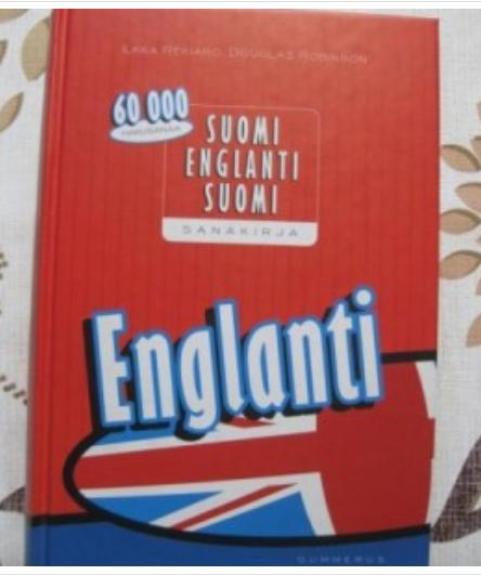 ILKKA REKIARO, DOUGLAS ROBINSON
60 000
HAKUSANAA
SUOMI
ENGLANTI
SUOMI
SANAKIRJA
Englanti
GUMMERUS